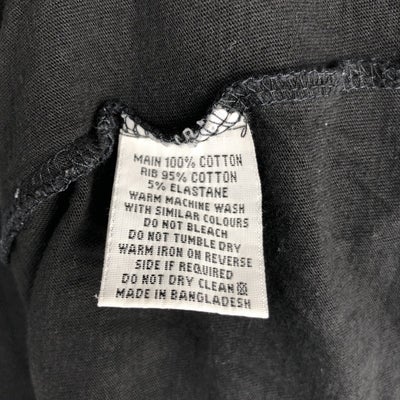 MAIN 100% COTTON
RIB 95% COTTON
5% ELASTANE
WARM MACHINE WASH
WITH SIMILAR COLOURS
DO NOT BLEACH
DO NOT TUMBLE DRY
WARM IRON ON REVERSE
SIDE IF REQUIRED
DO NOT DRY CLEAN
MADE IN BANGLADESH